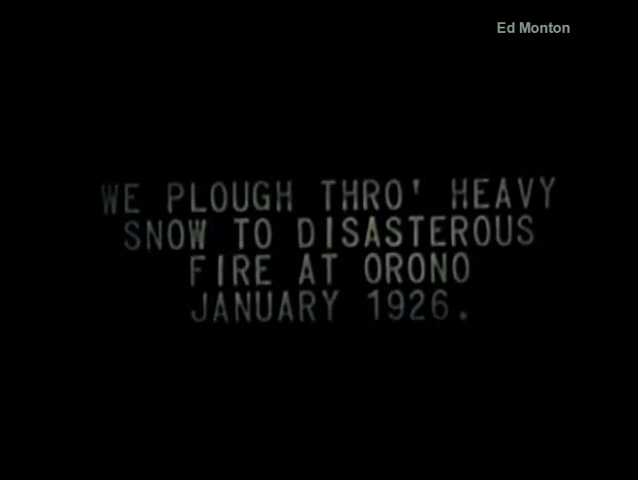 Ed Monton
WE PLOUGH THRO' HEAVY
SNOW TO DISASTEROUS
FIRE AT ORONO
JANUARY 1926.